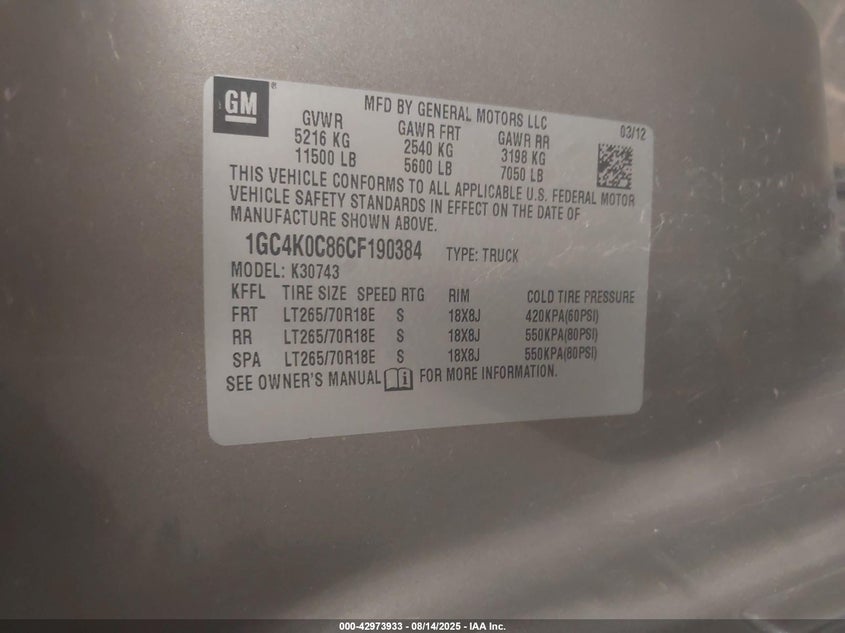 GM
®
MFD BY GENERAL MOTORS LLC
03/12
GVWR GAWR FRT GAWR RR
5216 KG 2540 KG 3198 KG
11500 LB 5600 LB 7050 LB
THIS VEHICLE CONFORMS TO ALL APPLICABLE U.S. FEDERAL MOTOR
VEHICLE SAFETY STANDARDS IN EFFECT ON THE DATE OF
MANUFACTURE SHOWN ABOVE.
1GC4K0C86CF190384 TYPE: TRUCK
MODEL: K30743
KFFL TIRE SIZE SPEED RTG RIM COLD TIRE PRESSURE
FRT LT265/70R18E S 18X8J 420KPA(60PSI)
RR LT265/70R18E S 18X8J 550KPA(80PSI)
SPA LT265/70R18E S 18X8J 550KPA(80PSI)
SEE OWNER'S MANUAL i FOR MORE INFORMATION.
000-42973933 - 08/14/2025 - IAA Inc.